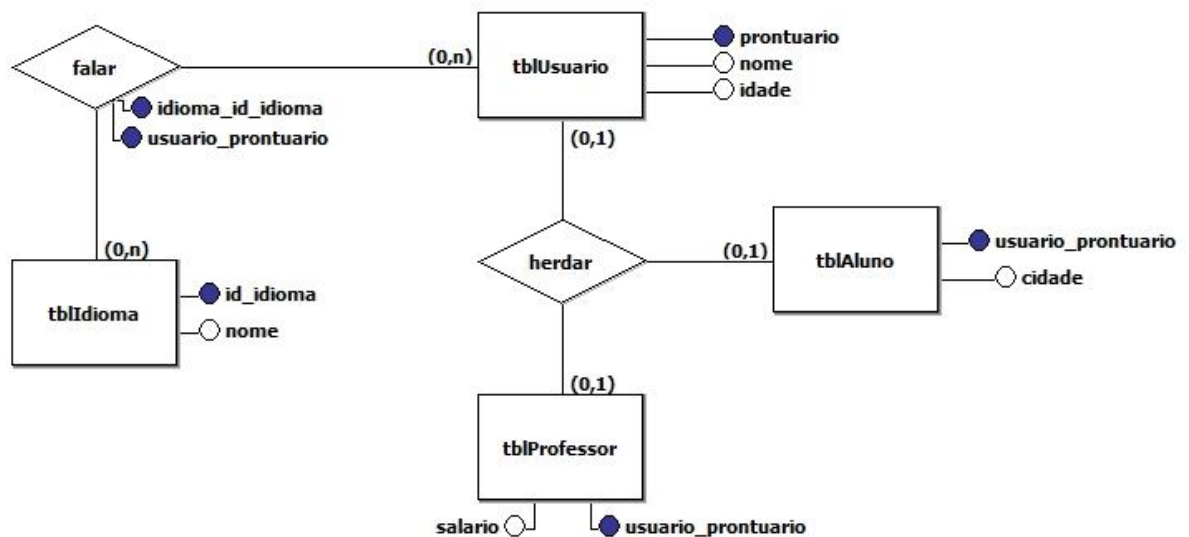 falar
(0,n)
tblUsuario
prontuario
nome
idade
idioma_id_idioma
usuario_prontuario
(0,1)
(0,n)
tblIdioma
id_idioma
nome
herdar
(0,1)
tblAluno
usuario_prontuario
cidade
(0,1)
tblProfessor
salario
usuario_prontuario